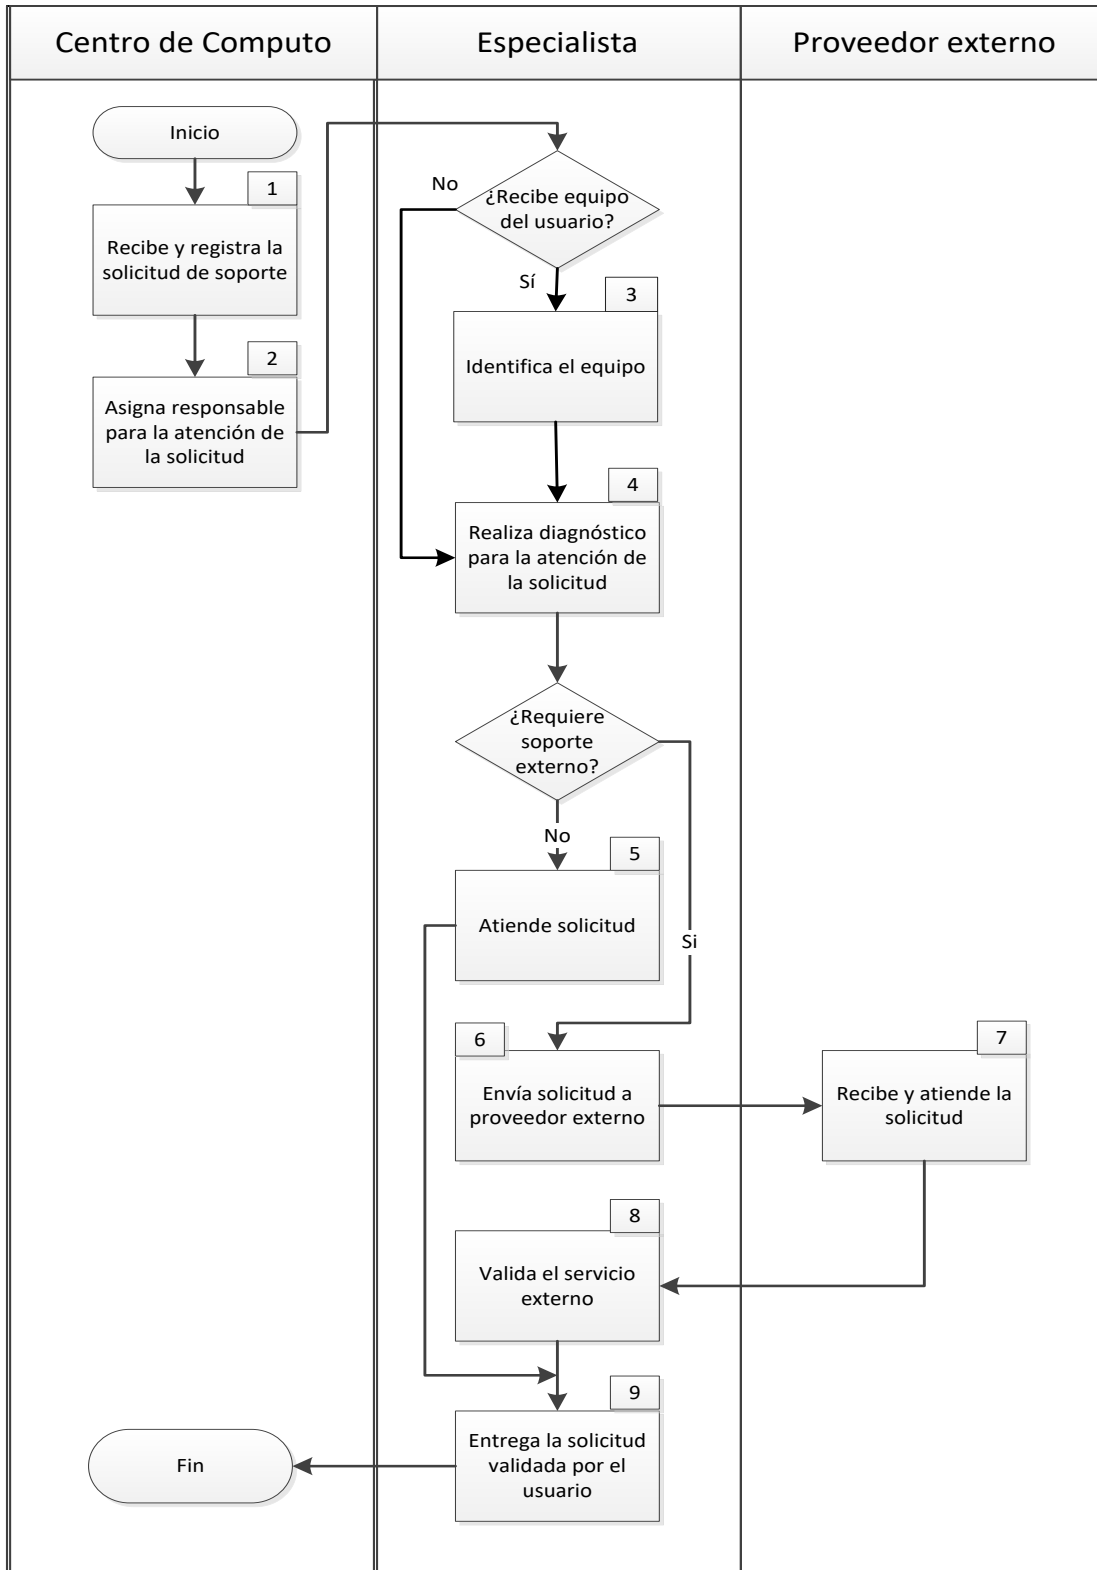 Centro de Computo
Especialista
Proveedor externo
Inicio
1
Recibe y registra la
solicitud de soporte
2
Asigna responsable
para la atención de
la solicitud
¿Recibe equipo
del usuario?
No
Sí
3
Identifica el equipo
4
Realiza diagnóstico
para la atención de
la solicitud
¿Requiere
soporte
externo?
No
Si
5
Atiende solicitud
6
Envía solicitud a
proveedor externo
7
Recibe y atiende la
solicitud
8
Valida el servicio
externo
9
Entrega la solicitud
validada por el
usuario
Fin